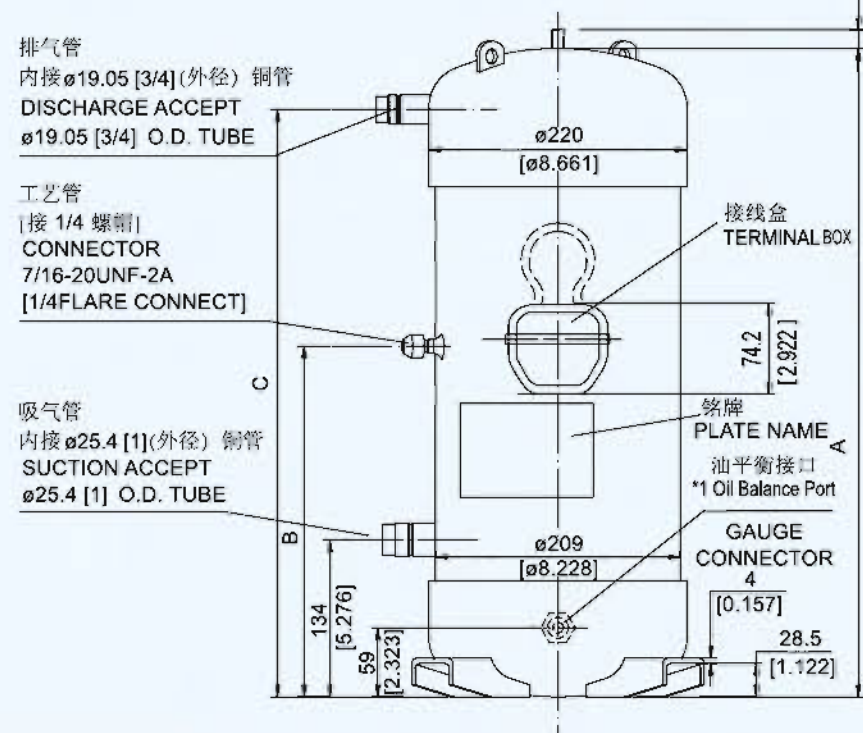 排气管
内接ø19.05 [3/4](外径) 铜管
DISCHARGE ACCEPT
ø19.05 [3/4] O.D. TUBE
工艺管
[接 1/4 螺帽]
CONNECTOR
7/16-20UNF-2A
[1/4FLARE CONNECT]
吸气管
内接ø25.4 [1](外径) 铜管
SUCTION ACCEPT
ø25.4 [1] O.D. TUBE
ø220
[ø8.661]
接线盒
TERMINAL BOX
74.2
[2.922]
铭牌
PLATE NAME
油平衡接口
*1 Oil Balance Port
GAUGE
CONNECTOR
4
[0.157]
28.5
[1.122]
ø209
[ø8.228]
134
[5.276]
59
[2.323]
A
B
C